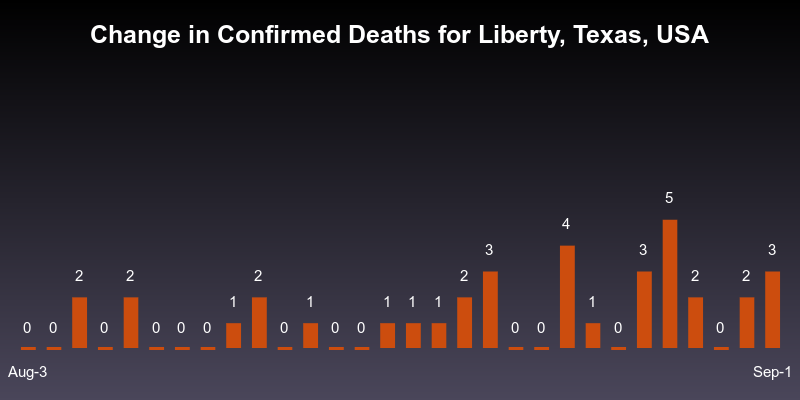 Change in Confirmed Deaths for Liberty, Texas, USA
5
4
3 3 3
2 2 2 2 2 2
1 1 1 1 1 1
0 0 0 0 0 0 0 0 0 0 0 0 0
Aug-3 Sep-1